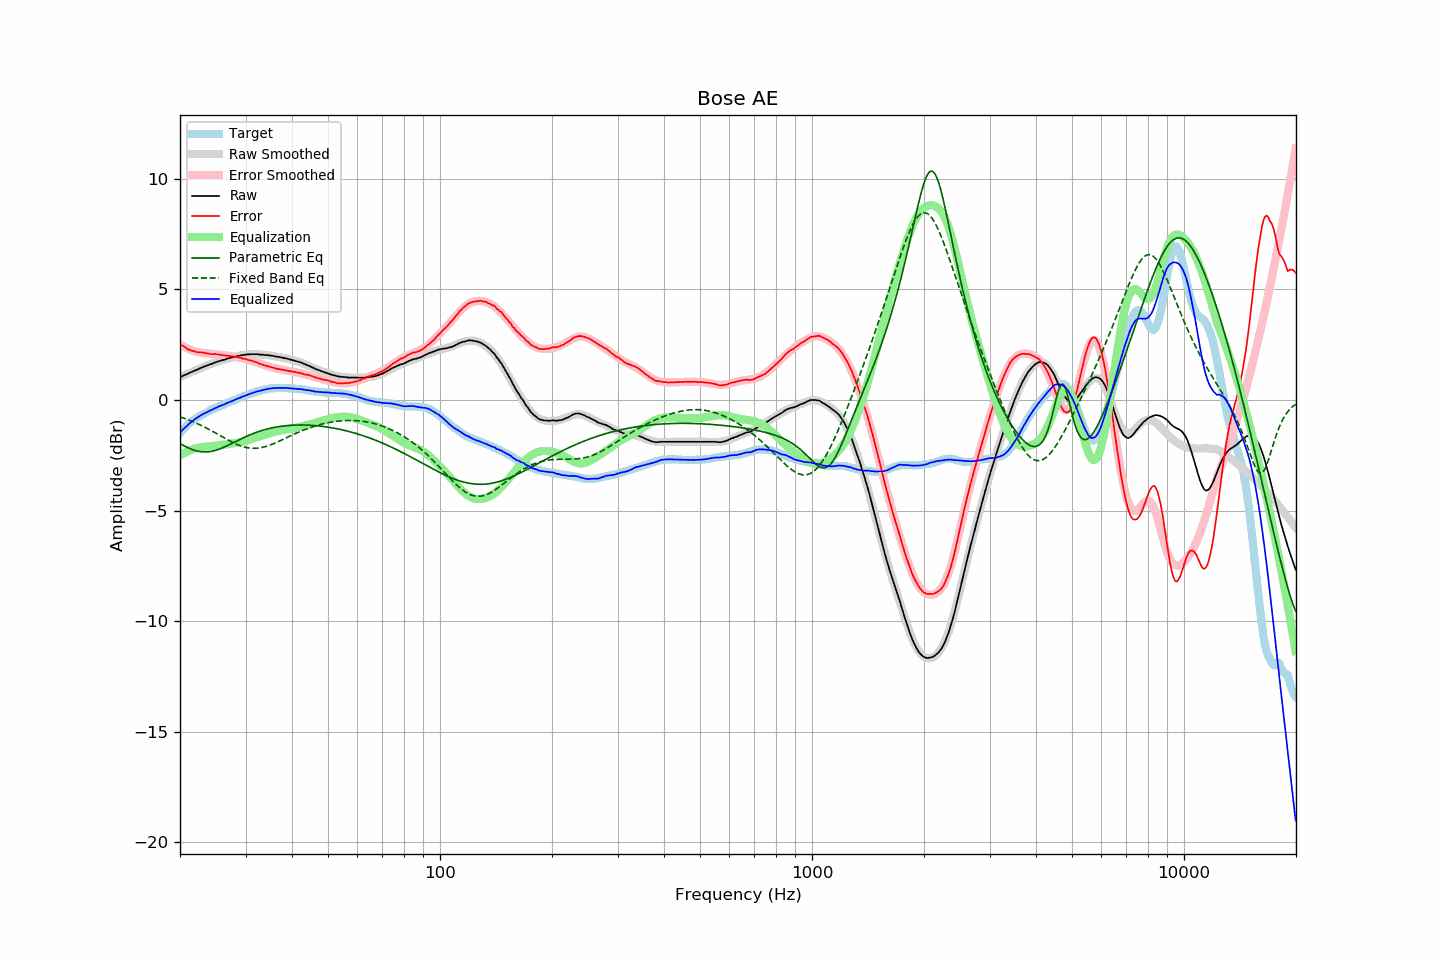 Bose AE
Target
Raw Smoothed
Error Smoothed
Raw
Error
Equalization
Parametric Eq
Fixed Band Eq
Equalized
Amplitude (dBr)
10
5
0
−5
−10
−15
−20
100
1000
10000
Frequency (Hz)